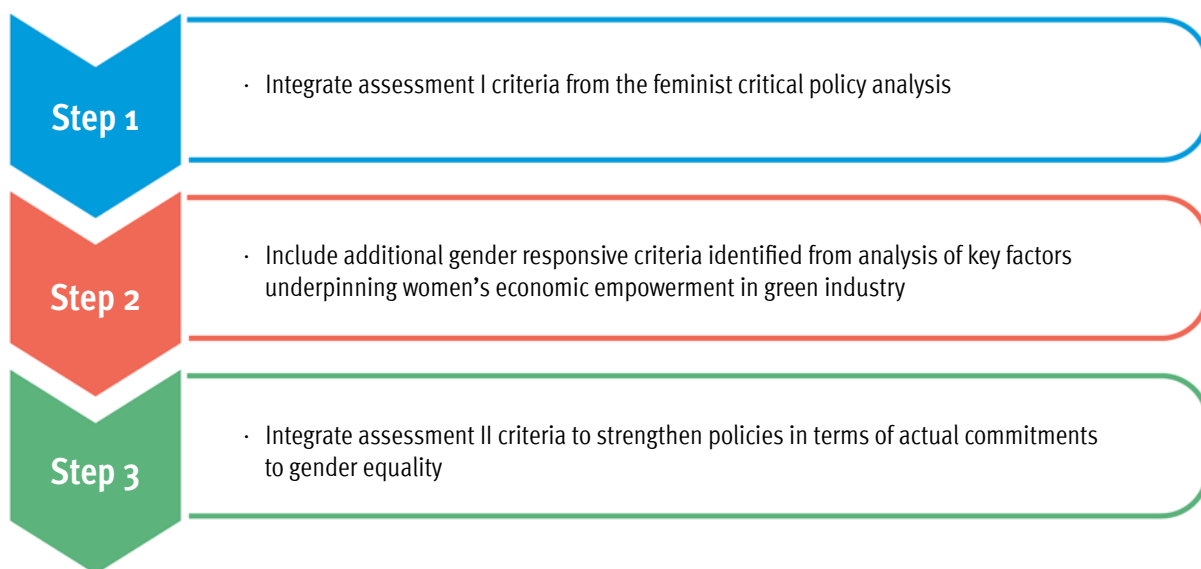 Step 1
· Integrate assessment I criteria from the feminist critical policy analysis
Step 2
· Include additional gender responsive criteria identified from analysis of key factors
underpinning women’s economic empowerment in green industry
Step 3
· Integrate assessment II criteria to strengthen policies in terms of actual commitments
to gender equality